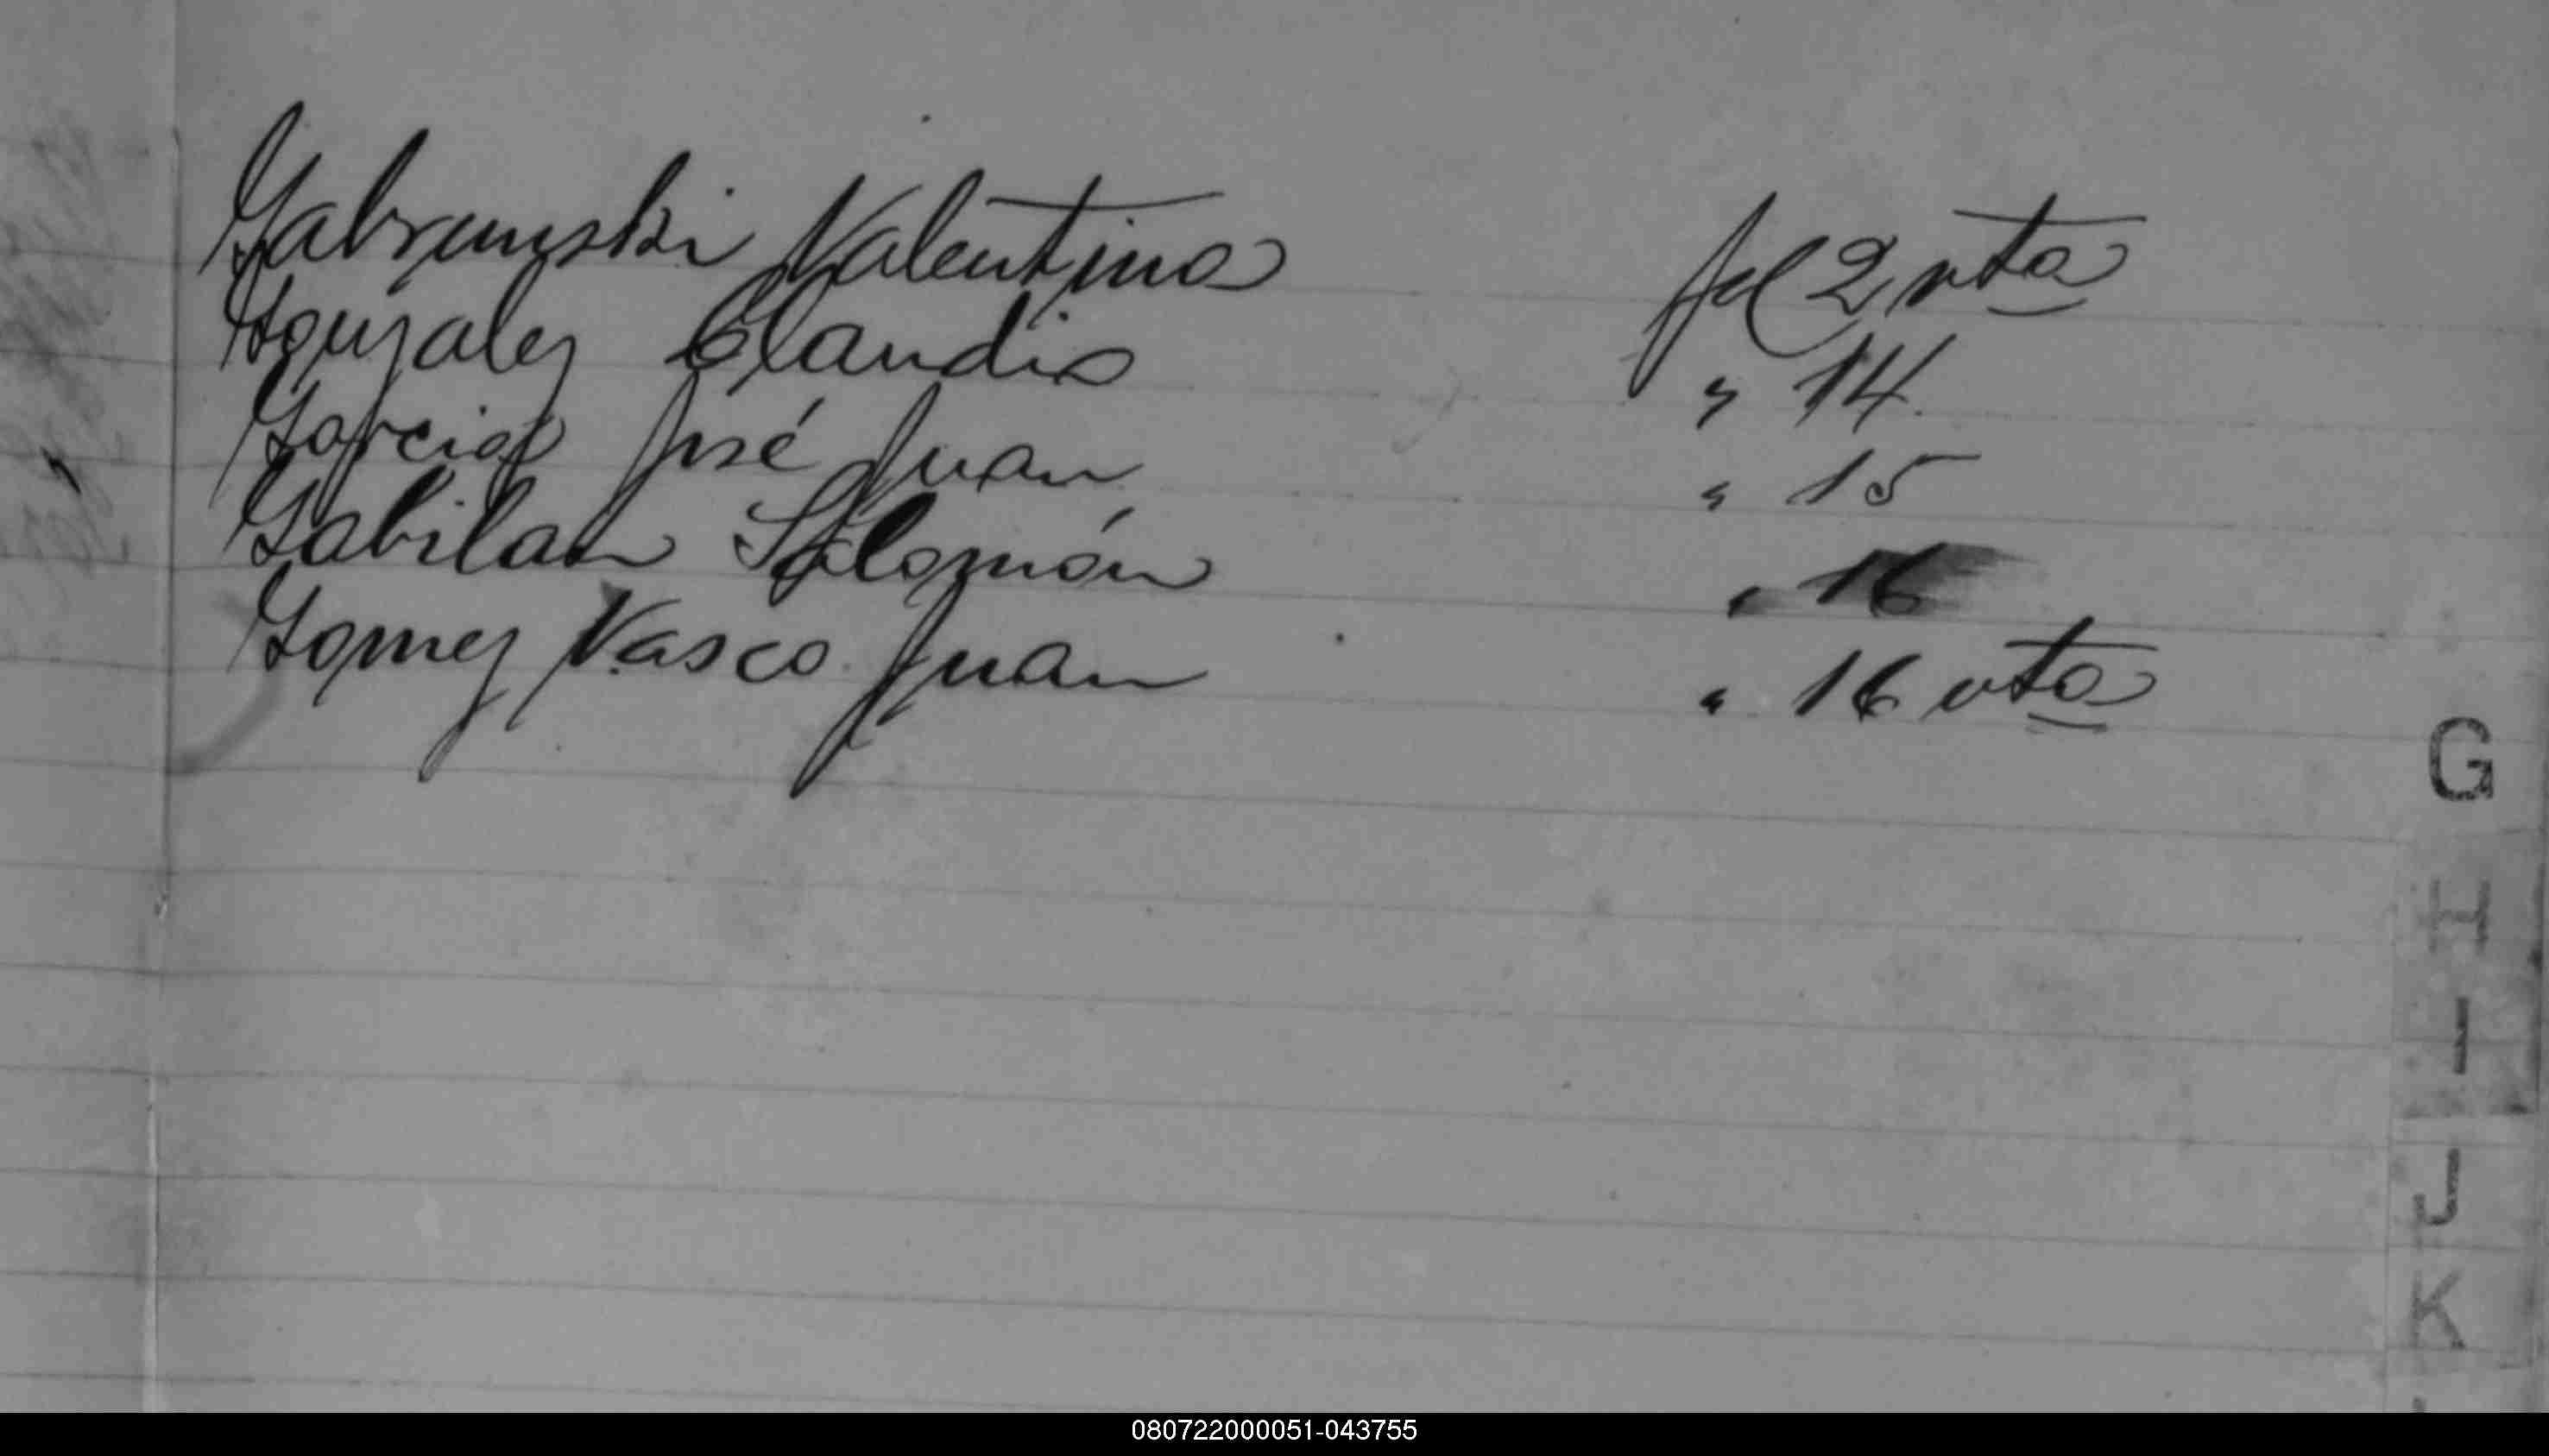 Gabrunski Valentina fol 2 vta
Gonzalez Claudio " 14.
Garcia José Juan " 15
Gabilan Salomón " 16
Gomez Vasco Juan " 16 vta
G
H
I
J
K
080722000051-043755